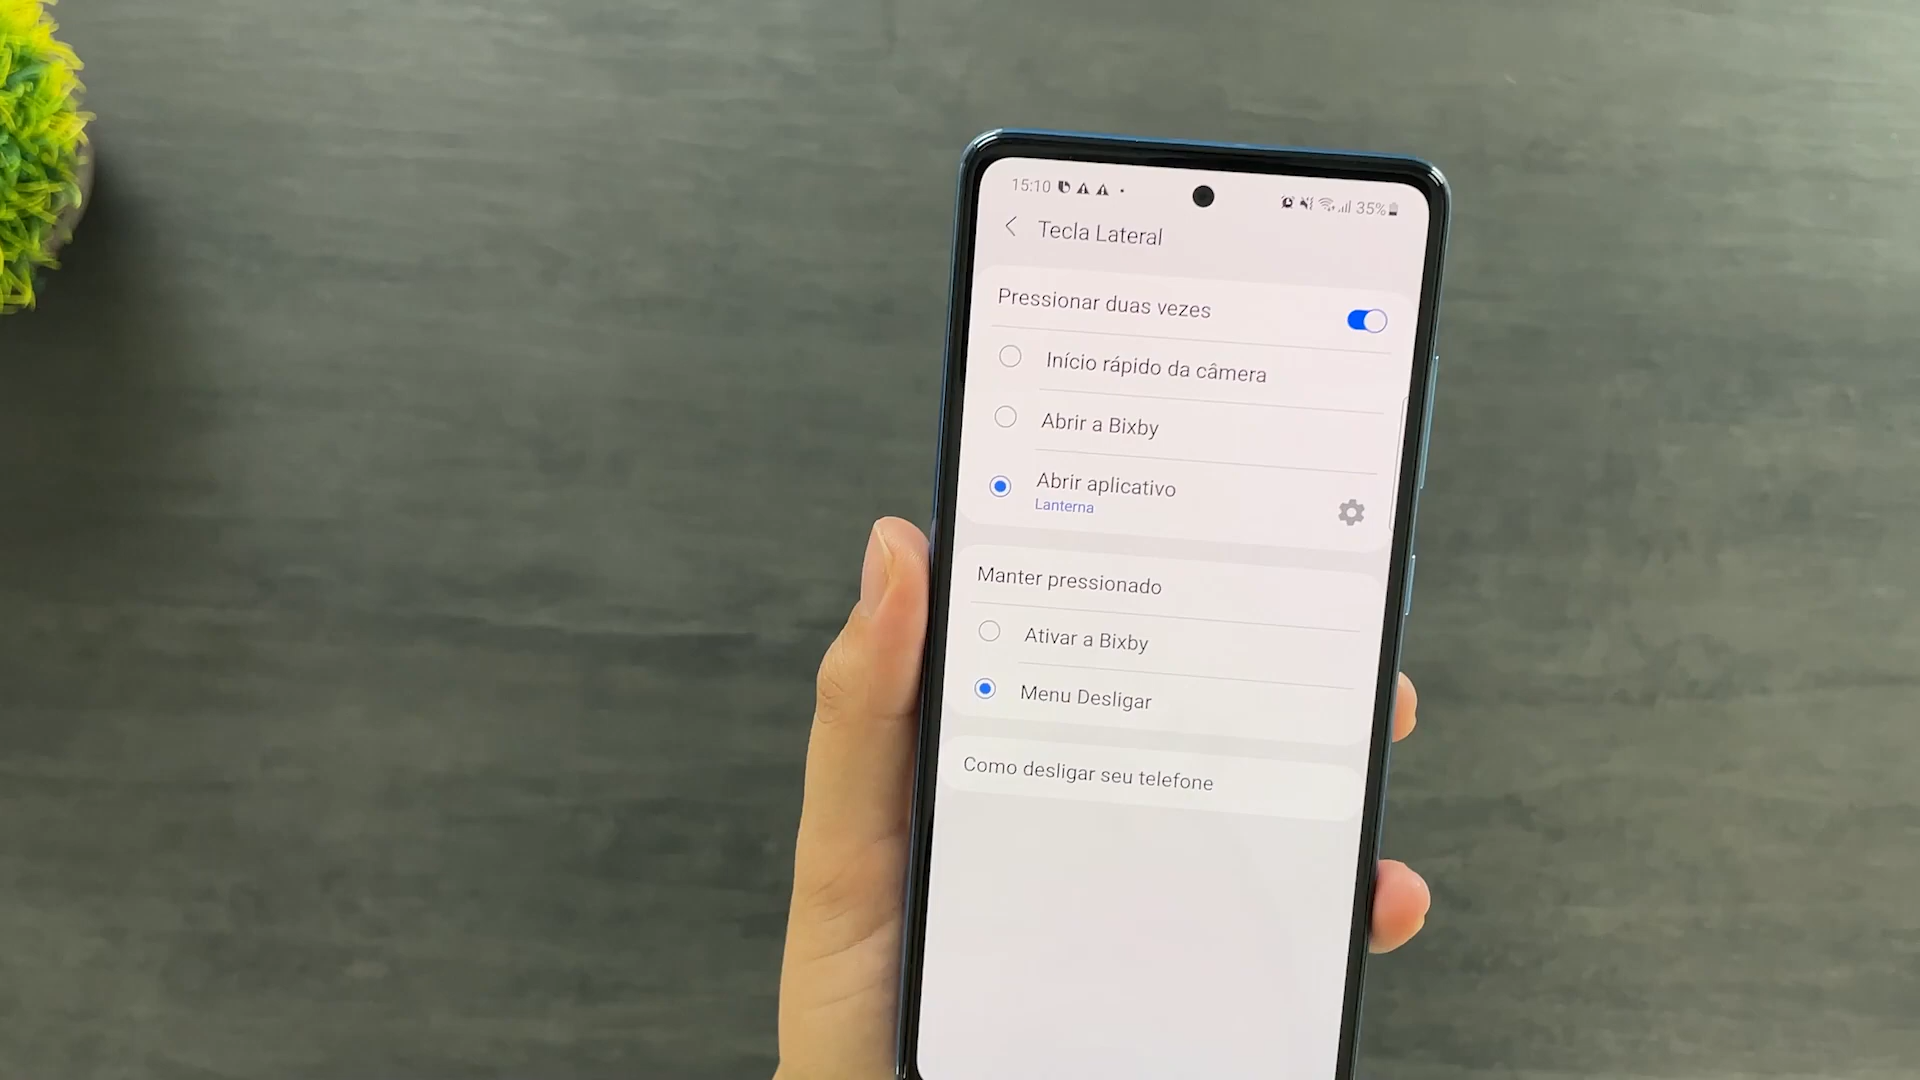 15:10
35%
Tecla Lateral
Pressionar duas vezes
Início rápido da câmera
Abrir a Bixby
Abrir aplicativo
Lanterna
Manter pressionado
Ativar a Bixby
Menu Desligar
Como desligar seu telefone